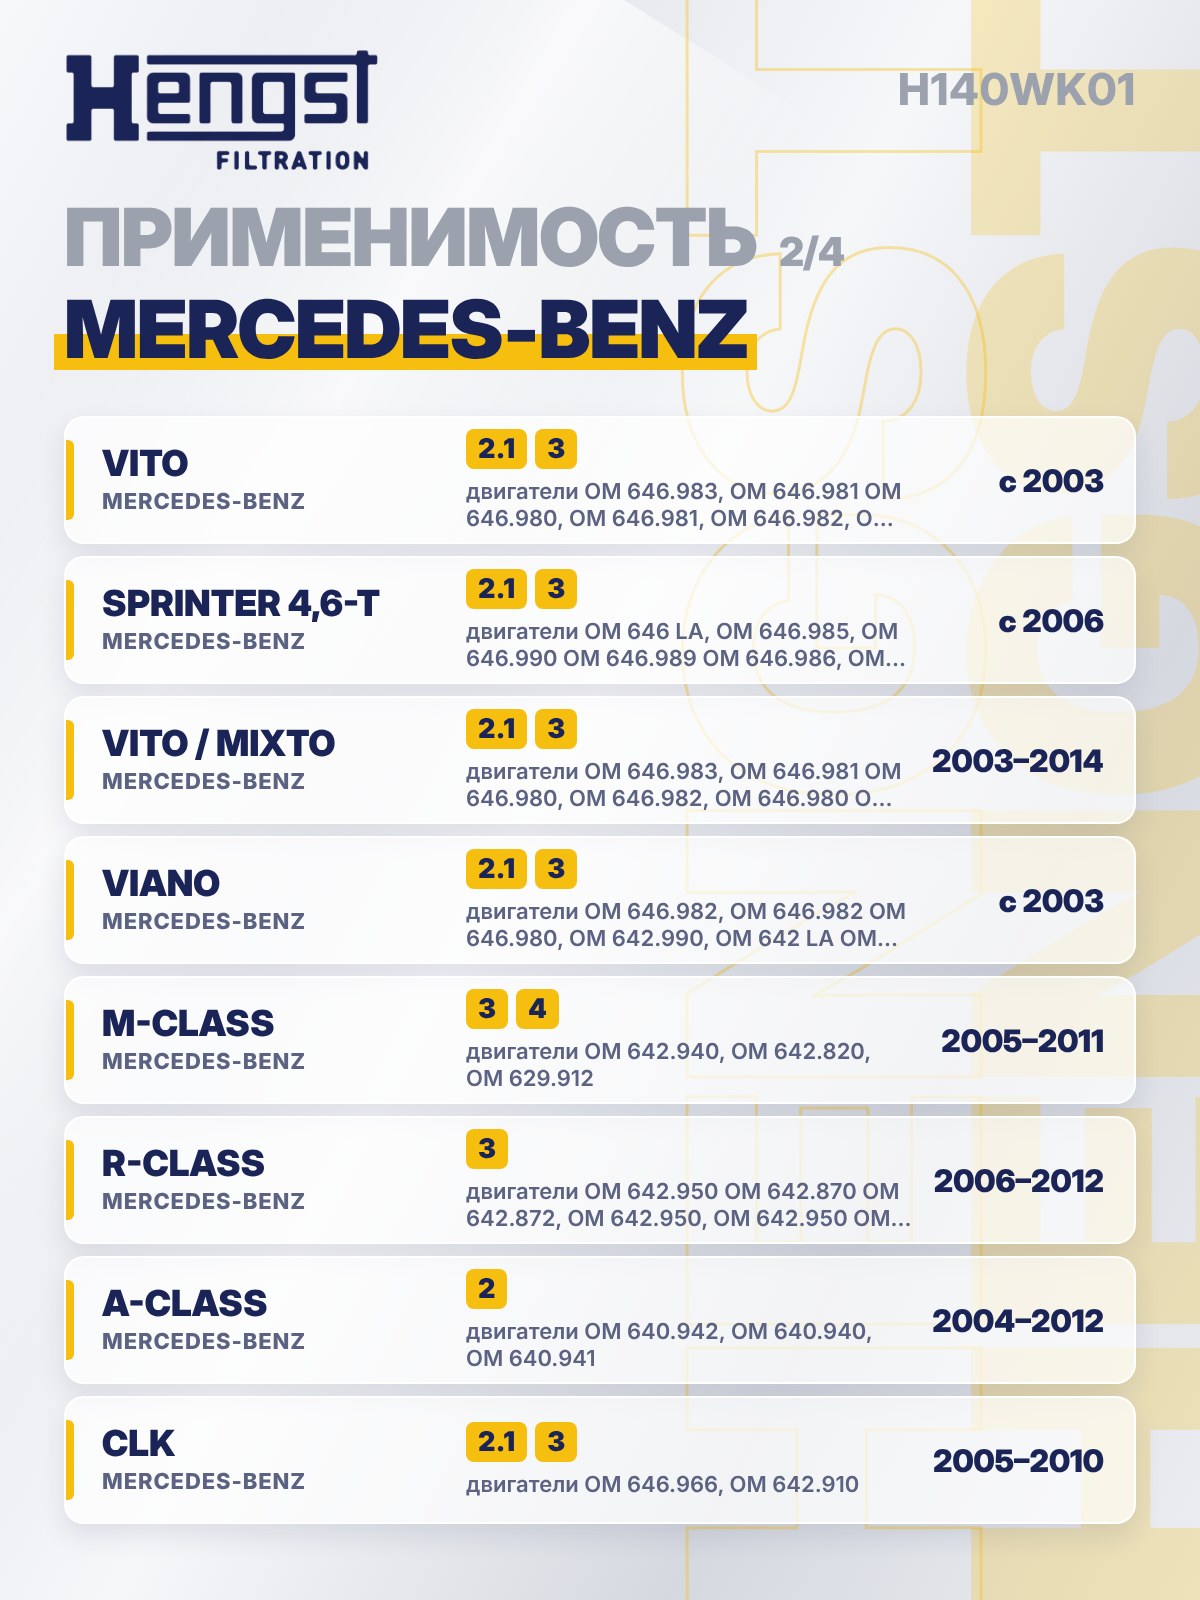 Hengst
FILTRATION
H140WK01
ПРИМЕНИМОСТЬ 2/4
MERCEDES-BENZ
VITO
MERCEDES-BENZ
2.1 3
двигатели OM 646.983, OM 646.981 OM
646.980, OM 646.981, OM 646.982, O...
с 2003
SPRINTER 4,6-T
MERCEDES-BENZ
2.1 3
двигатели OM 646 LA, OM 646.985, OM
646.990 OM 646.989 OM 646.986, OM...
с 2006
VITO / MIXTO
MERCEDES-BENZ
2.1 3
двигатели OM 646.983, OM 646.981 OM
646.980, OM 646.982, OM 646.980 O...
2003–2014
VIANO
MERCEDES-BENZ
2.1 3
двигатели OM 646.982, OM 646.982 OM
646.980, OM 642.990, OM 642 LA OM...
с 2003
M-CLASS
MERCEDES-BENZ
3 4
двигатели OM 642.940, OM 642.820,
OM 629.912
2005–2011
R-CLASS
MERCEDES-BENZ
3
двигатели OM 642.950 OM 642.870 OM
642.872, OM 642.950, OM 642.950 OM...
2006–2012
A-CLASS
MERCEDES-BENZ
2
двигатели OM 640.942, OM 640.940,
OM 640.941
2004–2012
CLK
MERCEDES-BENZ
2.1 3
двигатели OM 646.966, OM 642.910
2005–2010